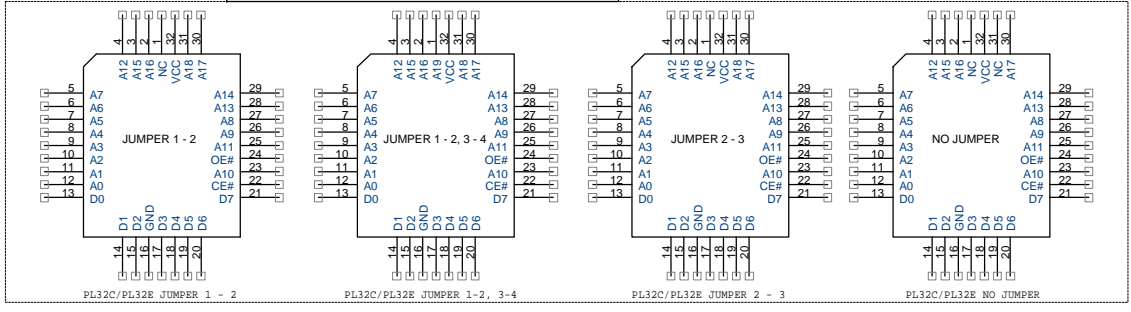 4 3 2 1 32 31 30
A12 A15 A16 NC VCC A18 A17
5 A7 A14 29
6 A6 A13 28
7 A5 A8 27
8 A4 A9 26
JUMPER 1 - 2
9 A3 A11 25
10 A2 OE# 24
11 A1 A10 23
12 A0 CE# 22
13 D0 D7 21
D1 D2 GND D3 D4 D5 D6
14 15 16 17 18 19 20
PL32C/PL32E JUMPER 1 - 2
4 3 2 1 32 31 30
A12 A15 A16 A19 VCC A18 A17
5 A7 A14 29
6 A6 A13 28
7 A5 A8 27
8 A4 A9 26
JUMPER 1 - 2, 3 - 4
9 A3 A11 25
10 A2 OE# 24
11 A1 A10 23
12 A0 CE# 22
13 D0 D7 21
D1 D2 GND D3 D4 D5 D6
14 15 16 17 18 19 20
PL32C/PL32E JUMPER 1-2, 3-4
4 3 2 1 32 31 30
A12 A15 A16 NC VCC A18 A17
5 A7 A14 29
6 A6 A13 28
7 A5 A8 27
8 A4 A9 26
JUMPER 2 - 3
9 A3 A11 25
10 A2 OE# 24
11 A1 A10 23
12 A0 CE# 22
13 D0 D7 21
D1 D2 GND D3 D4 D5 D6
14 15 16 17 18 19 20
PL32C/PL32E JUMPER 2 - 3
4 3 2 1 32 31 30
A12 A15 A16 NC VCC NC A17
5 A7 A14 29
6 A6 A13 28
7 A5 A8 27
8 A4 A9 26
NO JUMPER
9 A3 A11 25
10 A2 OE# 24
11 A1 A10 23
12 A0 CE# 22
13 D0 D7 21
D1 D2 GND D3 D4 D5 D6
14 15 16 17 18 19 20
PL32C/PL32E NO JUMPER